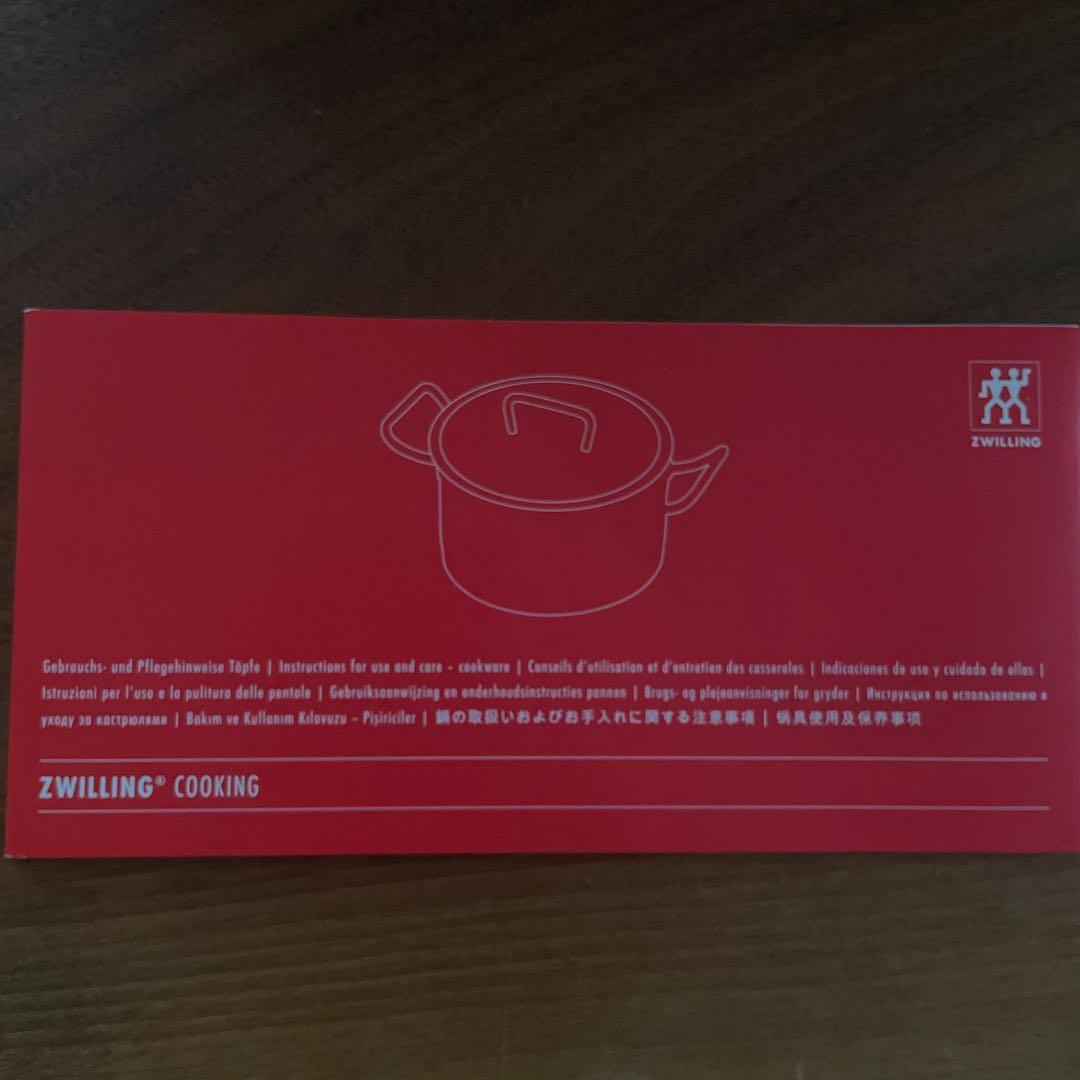 ZWILLING
Gebrauchs- und Pflegehinweise Töpfe | Instructions for use and care - cookware | Conseils d'utilisation et d'entretien des casseroles | Indicaciones de uso y cuidado de ollas |
Istruzioni per l'uso e la pulitura delle pentole | Gebruiksaanwijzing en onderhoudsinstructies pannen | Brugs- og plejeanvisninger for gryder | Инструкция по использованию и
уходу за кастрюлями | Bakım ve Kullanım Kılavuzu - Pişiriciler | 鍋の取扱いおよびお手入れに関する注意事項 | 锅具使用及保养事项
ZWILLING® COOKING